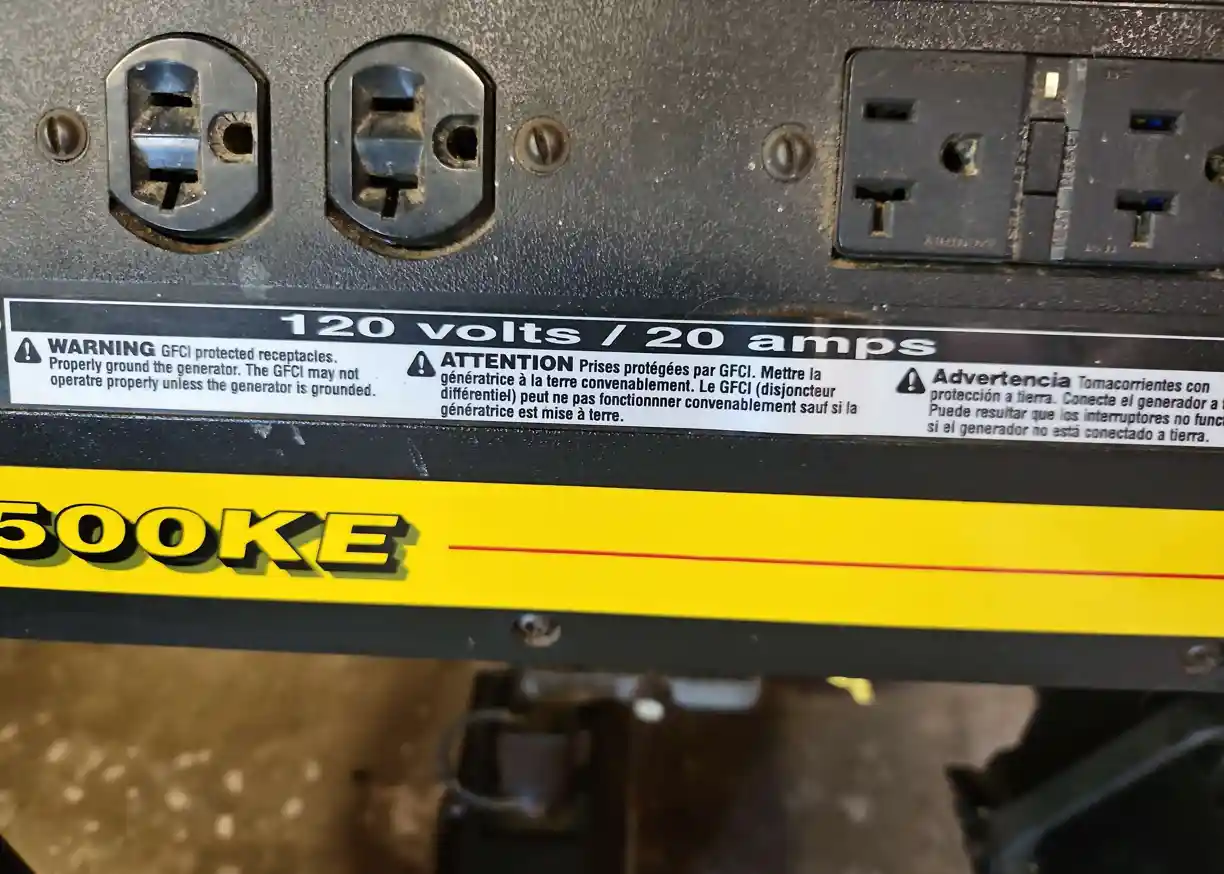 120 volts / 20 amps
WARNING GFCI protected receptacles.
Properly ground the generator. The GFCI may not
operatre properly unless the generator is grounded.
ATTENTION Prises protégées par GFCI. Mettre la
génératrice à la terre convenablement. Le GFCI (disjoncteur
différentiel) peut ne pas fonctionnner convenablement sauf si la
génératrice est mise à terre.
Advertencia Tomacorrientes con
protección a tierra. Conecte el generador a
Puede resultar que los interruptores no func
si el generador no está conectado a tierra.
500KE